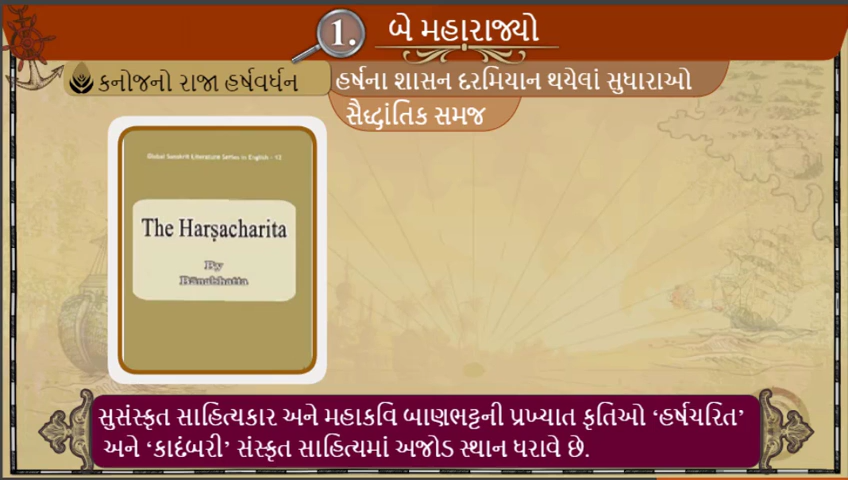 1. બે મહારાજ્યો
કનોજનો રાજા હર્ષવર્ધન
હર્ષના શાસન દરમિયાન થયેલાં સુધારાઓ
સૈદ્ધાંતિક સમજ
Global Sanskrit Literature Series in English - 12
The Harṣacharita
By
Bānabhatta
સુસંસ્કૃત સાહિત્યકાર અને મહાકવિ બાણભટ્ટની પ્રખ્યાત કૃતિઓ ‘હર્ષચરિત’
અને ‘કાદંબરી’ સંસ્કૃત સાહિત્યમાં અજોડ સ્થાન ધરાવે છે.